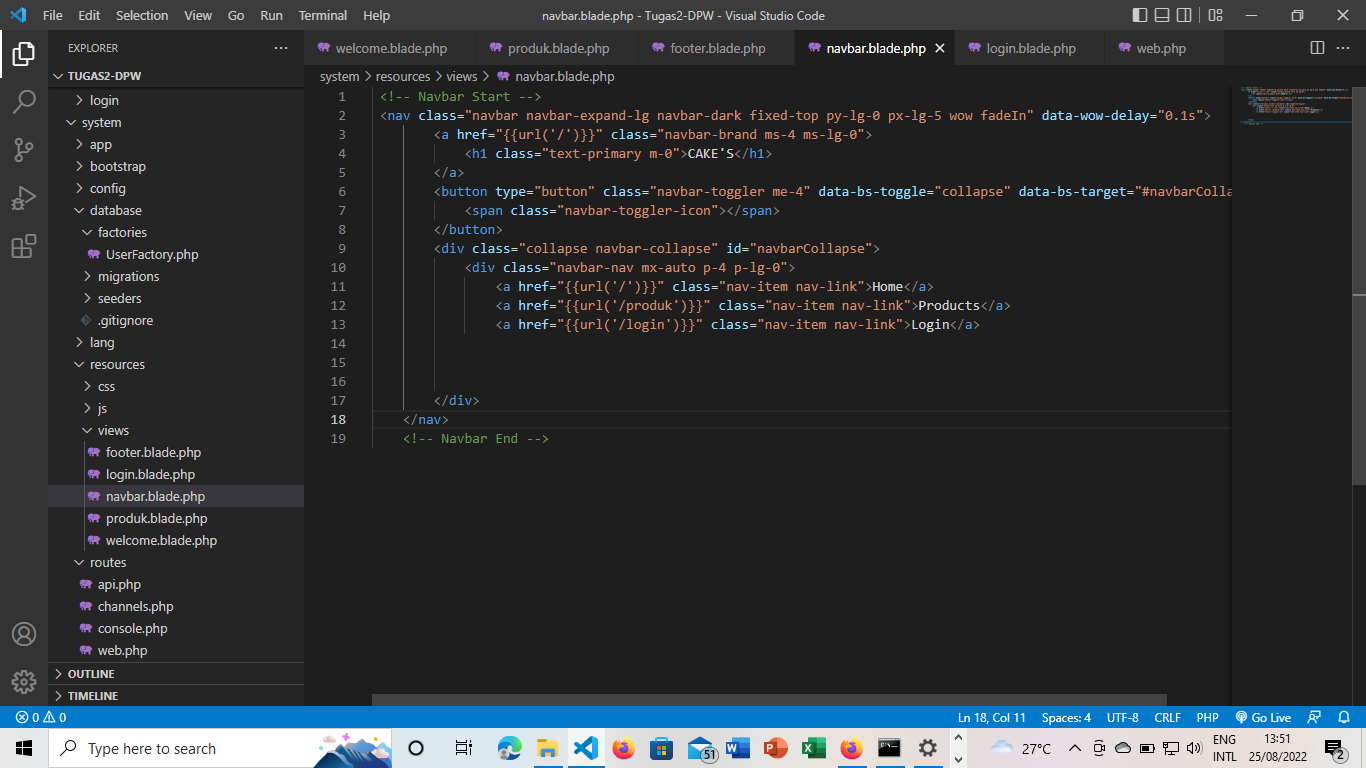 File Edit Selection View Go Run Terminal Help navbar.blade.php - Tugas2-DPW - Visual Studio Code
EXPLORER
TUGAS2-DPW
login
system
app
bootstrap
config
database
factories
UserFactory.php
migrations
seeders
.gitignore
lang
resources
css
js
views
footer.blade.php
login.blade.php
navbar.blade.php
produk.blade.php
welcome.blade.php
routes
api.php
channels.php
console.php
web.php
OUTLINE
TIMELINE
welcome.blade.php produk.blade.php footer.blade.php navbar.blade.php login.blade.php web.php
system > resources > views > navbar.blade.php
1 <!-- Navbar Start -->
2 <nav class="navbar navbar-expand-lg navbar-dark fixed-top py-lg-0 px-lg-5 wow fadeIn" data-wow-delay="0.1s">
3 <a href="{{url('/')}}" class="navbar-brand ms-4 ms-lg-0">
4 <h1 class="text-primary m-0">CAKE'S</h1>
5 </a>
6 <button type="button" class="navbar-toggler me-4" data-bs-toggle="collapse" data-bs-target="#navbarColla
7 <span class="navbar-toggler-icon"></span>
8 </button>
9 <div class="collapse navbar-collapse" id="navbarCollapse">
10 <div class="navbar-nav mx-auto p-4 p-lg-0">
11 <a href="{{url('/')}}" class="nav-item nav-link">Home</a>
12 <a href="{{url('/produk')}}" class="nav-item nav-link">Products</a>
13 <a href="{{url('/login')}}" class="nav-item nav-link">Login</a>
14
15
16
17 </div>
18 </nav>
19 <!-- Navbar End -->
0 0 Ln 18, Col 11 Spaces: 4 UTF-8 CRLF PHP Go Live
Type here to search 51 27°C ENG 13:51
INTL 25/08/2022 2